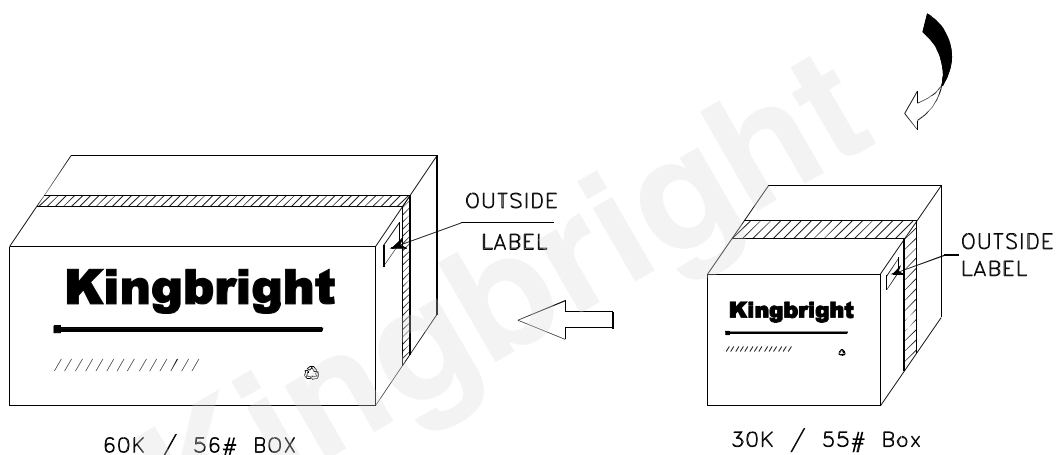 OUTSIDE
LABEL
Kingbright
60K / 56# BOX
OUTSIDE
LABEL
Kingbright
30K / 55# Box
Kingbright